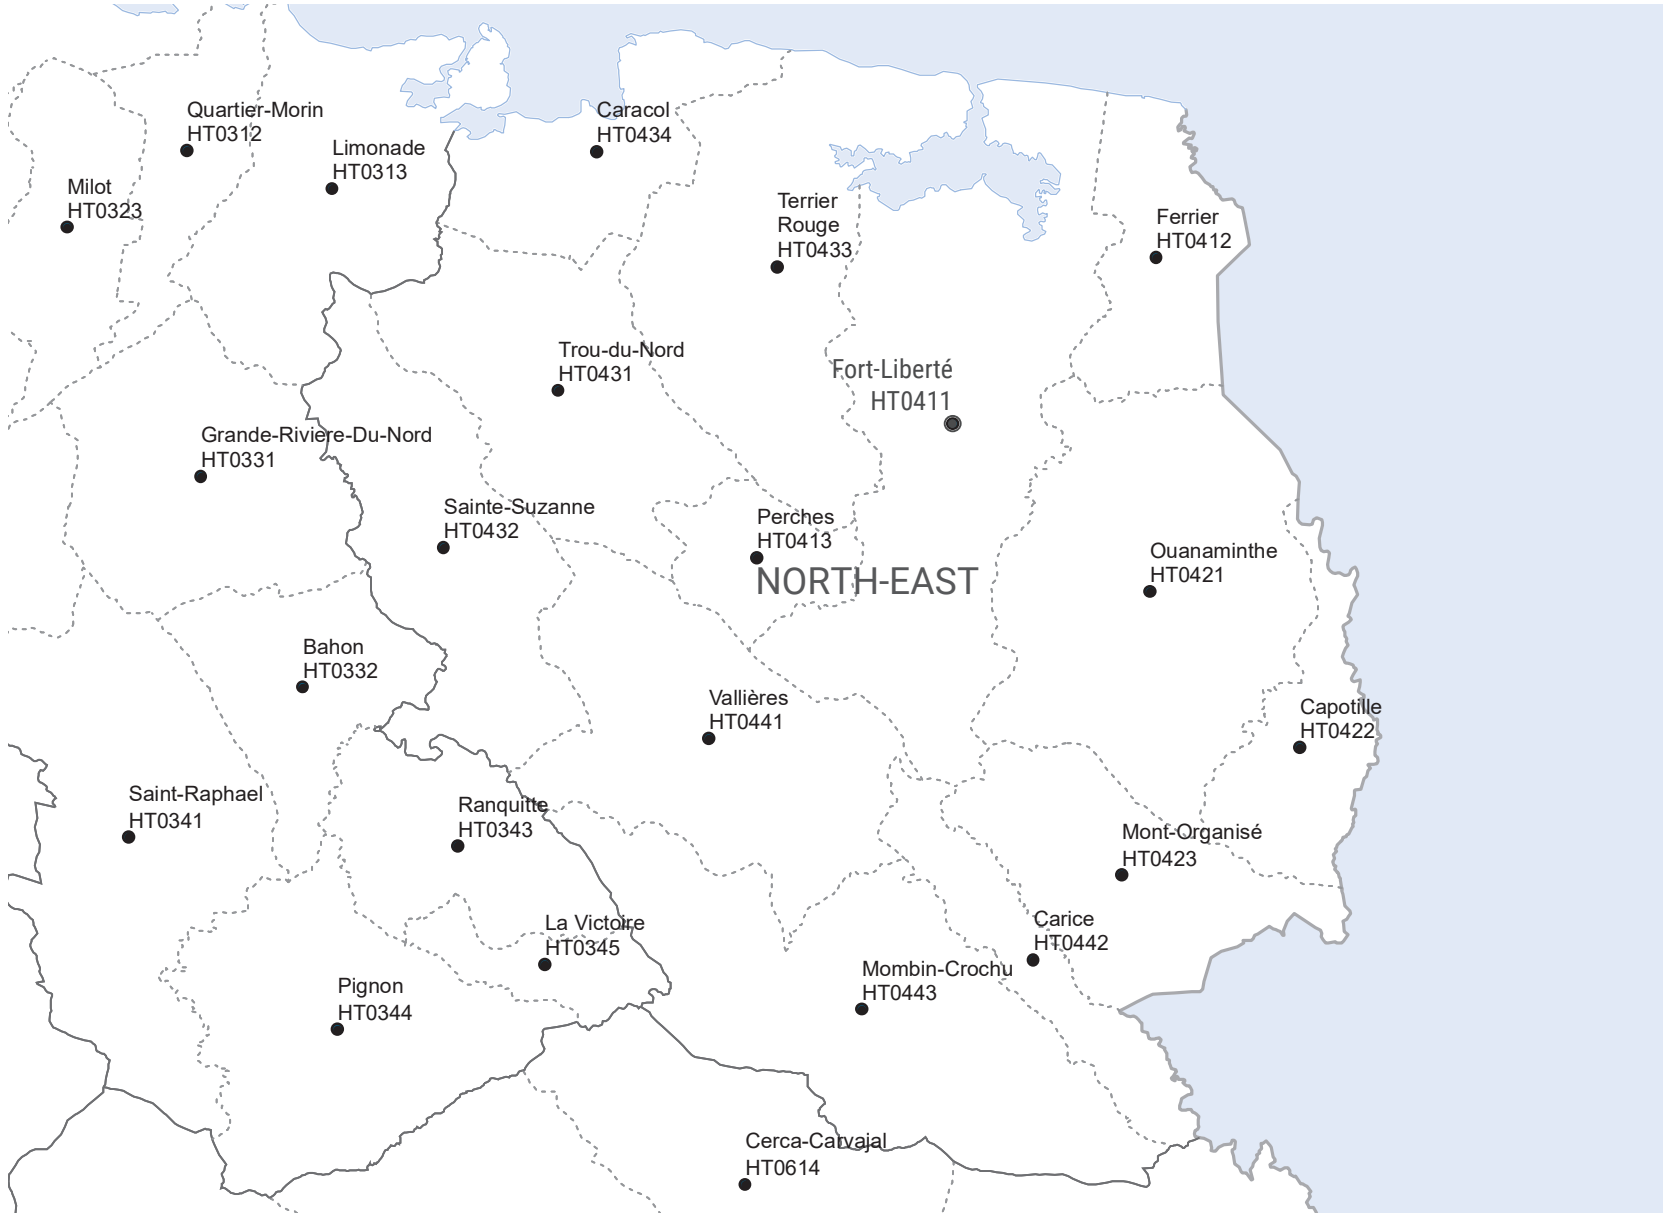 Quartier-Morin
HT0312
Caracol
HT0434
Limonade
HT0313
Milot
HT0323
Terrier
Rouge
HT0433
Ferrier
HT0412
Trou-du-Nord
HT0431
Fort-Liberté
HT0411
Grande-Riviere-Du-Nord
HT0331
Sainte-Suzanne
HT0432
Perches
HT0413
NORTH-EAST
Ouanaminthe
HT0421
Bahon
HT0332
Vallières
HT0441
Capotille
HT0422
Saint-Raphael
HT0341
Ranquitte
HT0343
Mont-Organisé
HT0423
La Victoire
HT0345
Carice
HT0442
Mombin-Crochu
HT0443
Pignon
HT0344
Cerca-Carvajal
HT0614